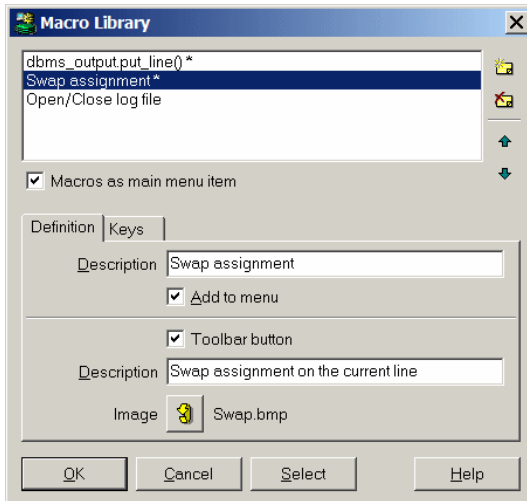 Macro Library
dbms_output.put_line() *
Swap assignment *
Open/Close log file
Macros as main menu item
Definition Keys
Description Swap assignment
Add to menu
Toolbar button
Description Swap assignment on the current line
Image Swap.bmp
OK Cancel Select Help